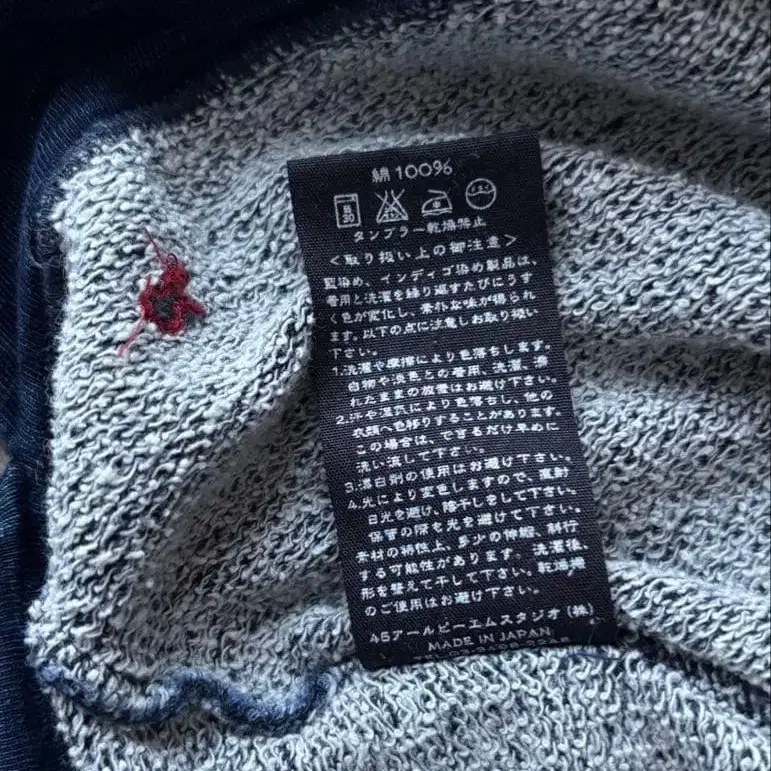 綿100%
タンブラー乾燥禁止
<取り扱い上の御注意>
藍染め、インディゴ染め製品は、
着用と洗濯を繰り返すたびにうす
く色が変化し、素朴な味が得られ
ます。以下の点に注意しお取り扱い
下さい。
1.洗濯や摩擦により色落ちします。
白物や淡色との着用、洗濯、濡
れたままの放置はお避け下さい。
2.汗や湿気により色落ちし、他の
衣類へ色移りすることがあります。
この場合は、できるだけ早めに
洗い流して下さい。
3.漂白剤の使用はお避け下さい。
4.光により変色しますので、直射
日光を避け、陰干しをして下さい。
保管の際も光を避けて下さい。
素材の特性上、多少の伸縮、斜行
する可能性があります。洗濯後、
形を整えて干して下さい。乾燥機
のご使用はお避け下さい。
45アールピーエムスタジオ(株)
MADE IN JAPAN